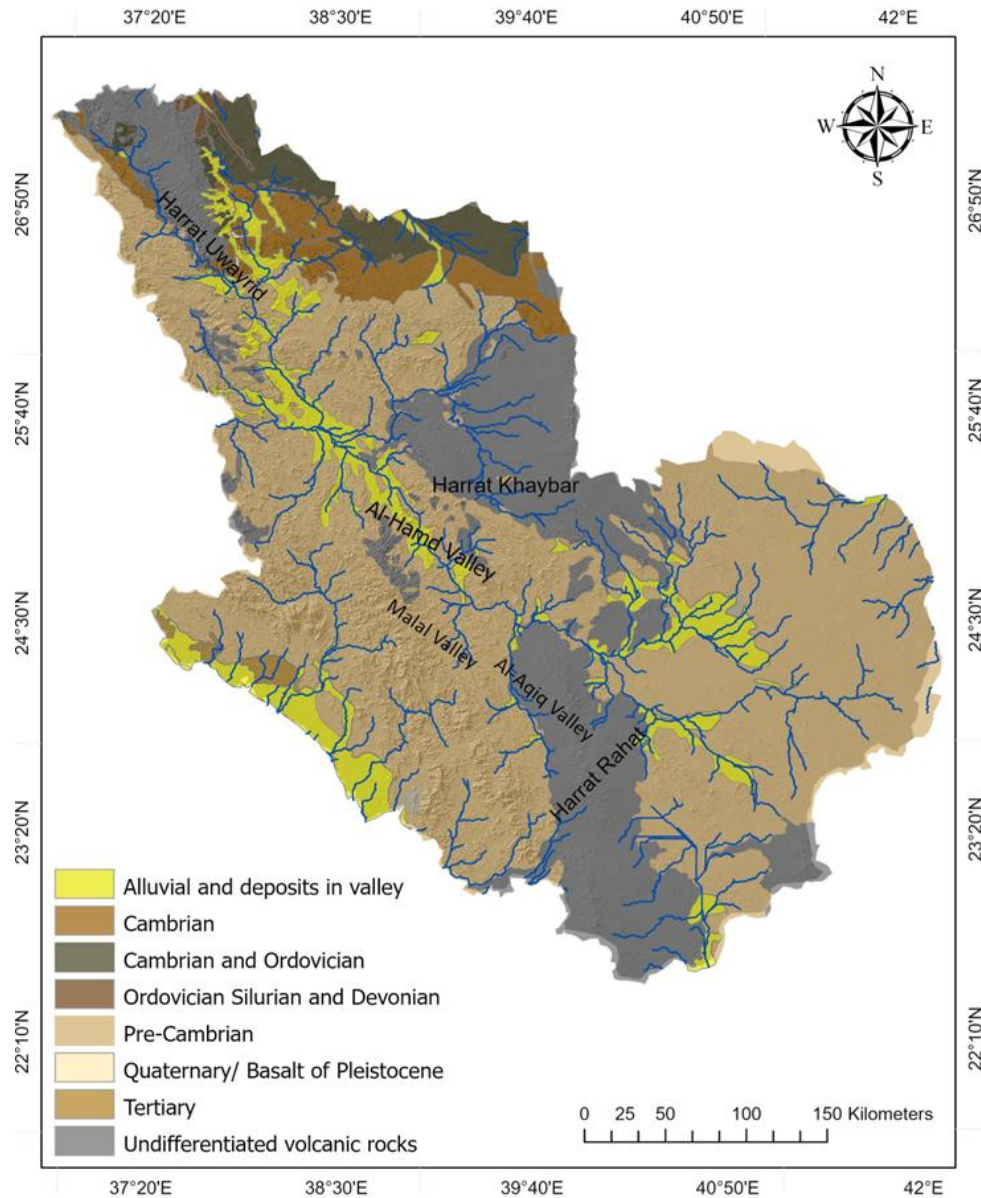 37°20'E 38°30'E 39°40'E 40°50'E 42°E
N
W E
S
26°50'N 26°50'N
Harrat Uwayrid
25°40'N 25°40'N
Harrat Khaybar
Al-Hamd Valley
24°30'N 24°30'N
Malal Valley
Al-Aqiq Valley
Harrat Rahat
23°20'N 23°20'N
Alluvial and deposits in valley
Cambrian
Cambrian and Ordovician
Ordovician Silurian and Devonian
Pre-Cambrian
22°10'N 22°10'N
Quaternary/ Basalt of Pleistocene
Tertiary
Undifferentiated volcanic rocks
0 25 50 100 150 Kilometers
37°20'E 38°30'E 39°40'E 40°50'E 42°E